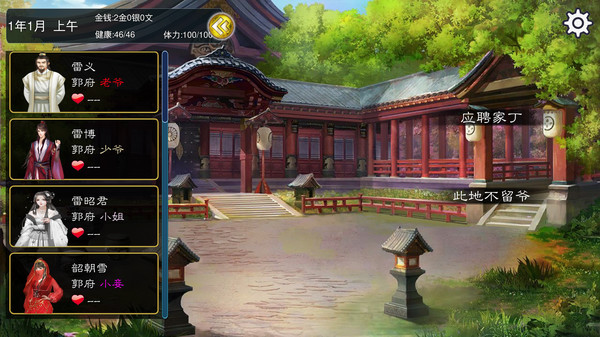 1年1月 上午
金钱:2金0银0文
健康:46/46
体力:100/100
雷义
郭府 老爷
--
雷博
郭府 少爷
--
雷昭君
郭府 小姐
--
韶朝雪
郭府 小妾
--
应聘家丁
此地不留爷